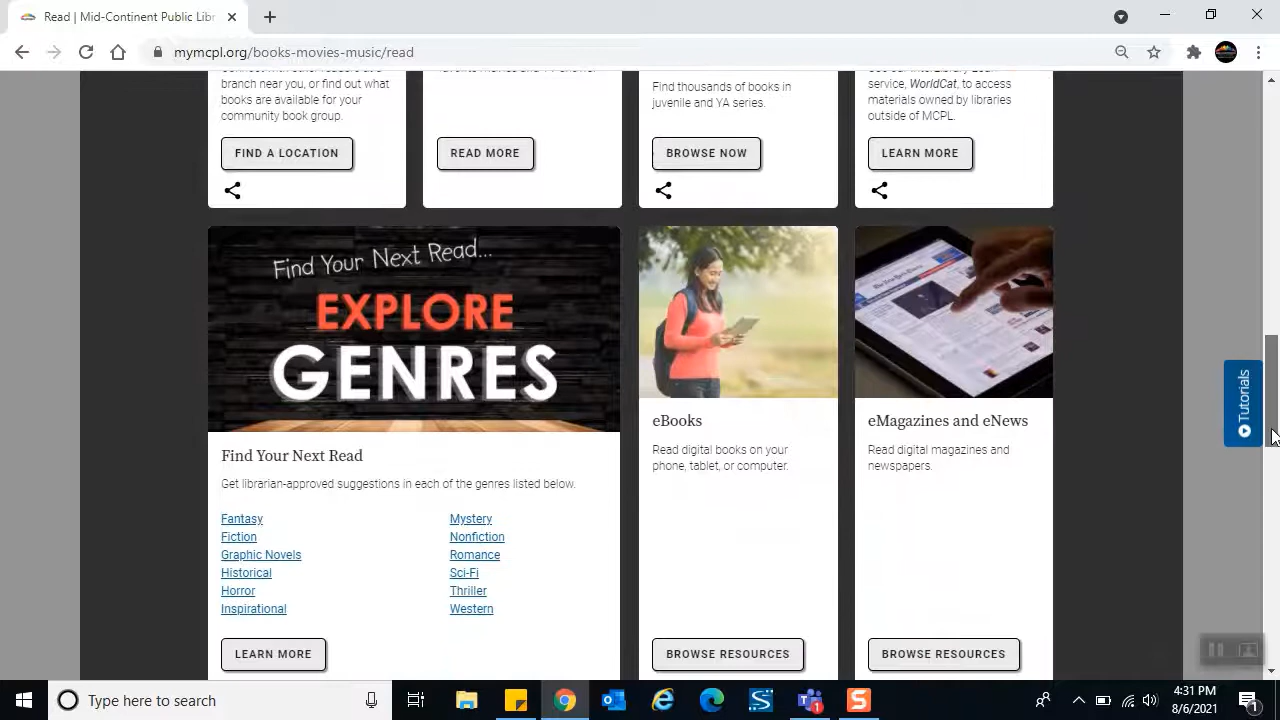 Read | Mid-Continent Public Libr
mymcpl.org/books-movies-music/read
branch near you, or find out what
books are available for your
community book group.
FIND A LOCATION
READ MORE
Find thousands of books in
juvenile and YA series.
BROWSE NOW
service, WorldCat, to access
materials owned by libraries
outside of MCPL.
LEARN MORE
Find Your Next Read...
EXPLORE
GENRES
Find Your Next Read
Get librarian-approved suggestions in each of the genres listed below.
Fantasy
Fiction
Graphic Novels
Historical
Horror
Inspirational
Mystery
Nonfiction
Romance
Sci-Fi
Thriller
Western
LEARN MORE
eBooks
Read digital books on your
phone, tablet, or computer.
BROWSE RESOURCES
eMagazines and eNews
Read digital magazines and
newspapers.
BROWSE RESOURCES
Tutorials
Type here to search
4:31 PM
8/6/2021
1
1